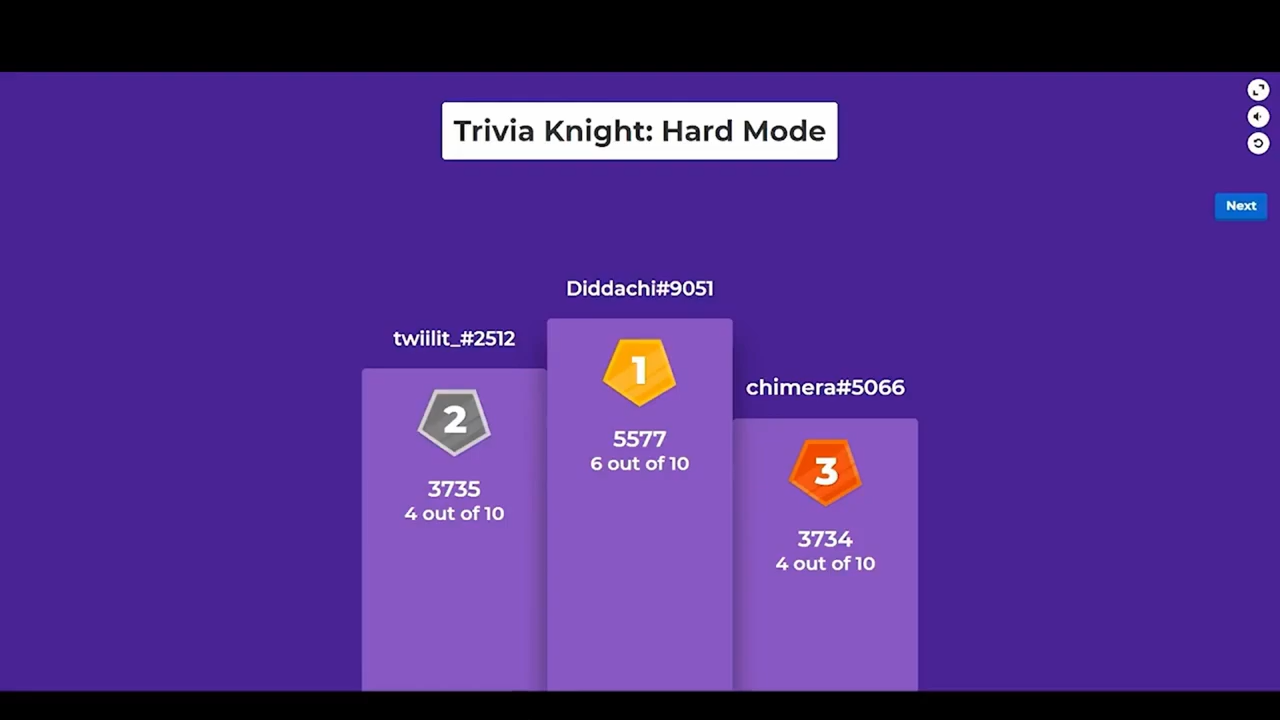 Trivia Knight: Hard Mode
Next
Diddachi#9051
1
5577
6 out of 10
twiilit_#2512
2
3735
4 out of 10
chimera#5066
3
3734
4 out of 10